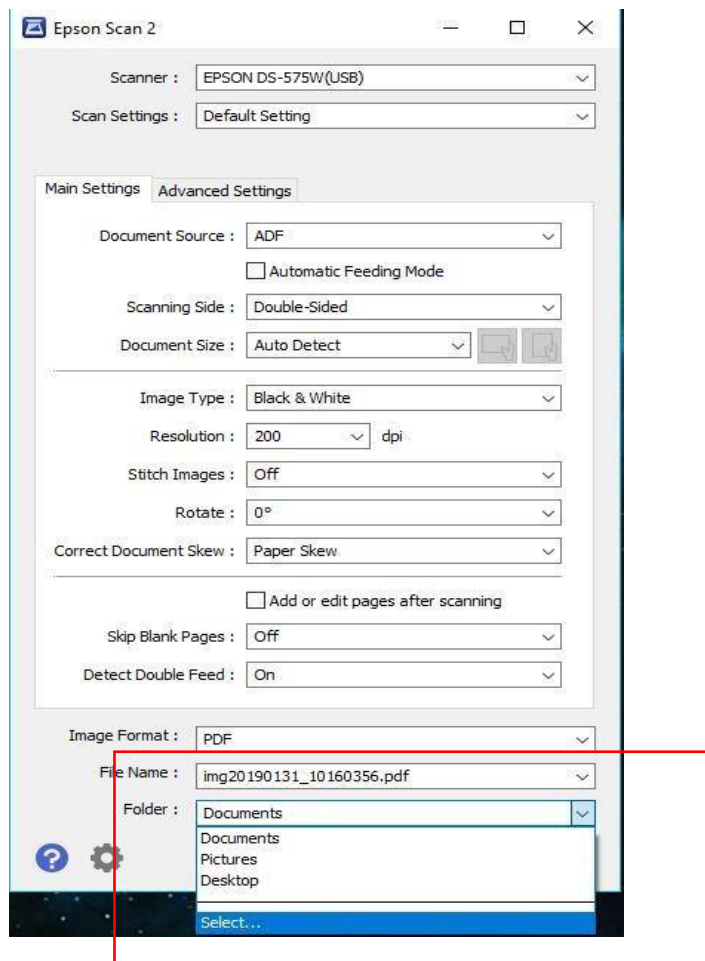 Epson Scan 2
Scanner : EPSON DS-575W(USB)
Scan Settings : Default Setting
Main Settings Advanced Settings
Document Source : ADF
Automatic Feeding Mode
Scanning Side : Double-Sided
Document Size : Auto Detect
Image Type : Black & White
Resolution : 200 dpi
Stitch Images : Off
Rotate : 0°
Correct Document Skew : Paper Skew
Add or edit pages after scanning
Skip Blank Pages : Off
Detect Double Feed : On
Image Format : PDF
File Name : img20190131_10160356.pdf
Folder : Documents
Documents
Pictures
Desktop
Select...